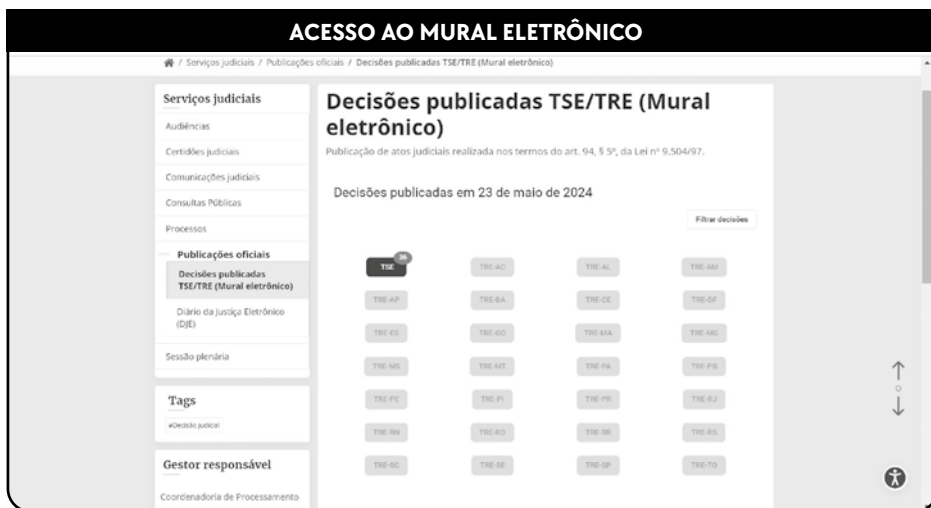 ACESSO AO MURAL ELETRÔNICO
/ Serviços judiciais / Publicações oficiais / Decisões publicadas TSE/TRE (Mural eletrônico)
Serviços judiciais
Audiências
Certidões judiciais
Comunicações judiciais
Consultas Públicas
Processos
Publicações oficiais
Decisões publicadas
TSE/TRE (Mural eletrônico)
Diário da Justiça Eletrônico
(DJE)
Sessão plenária
Tags
#Decisão judicial
Gestor responsável
Coordenadoria de Processamento
Decisões publicadas TSE/TRE (Mural
eletrônico)
Publicação de atos judiciais realizada nos termos do art. 94, § 5º, da Lei nº 9.504/97.
Decisões publicadas em 23 de maio de 2024
Filtrar decisões
TSE 36 TRE-AC TRE-AL TRE-AM
TRE-AP TRE-BA TRE-CE TRE-DF
TRE-ES TRE-GO TRE-MA TRE-MG
TRE-MS TRE-MT TRE-PA TRE-PB
TRE-PE TRE-PI TRE-PR TRE-RJ
TRE-RN TRE-RO TRE-RR TRE-RS
TRE-SC TRE-SE TRE-SP TRE-TO